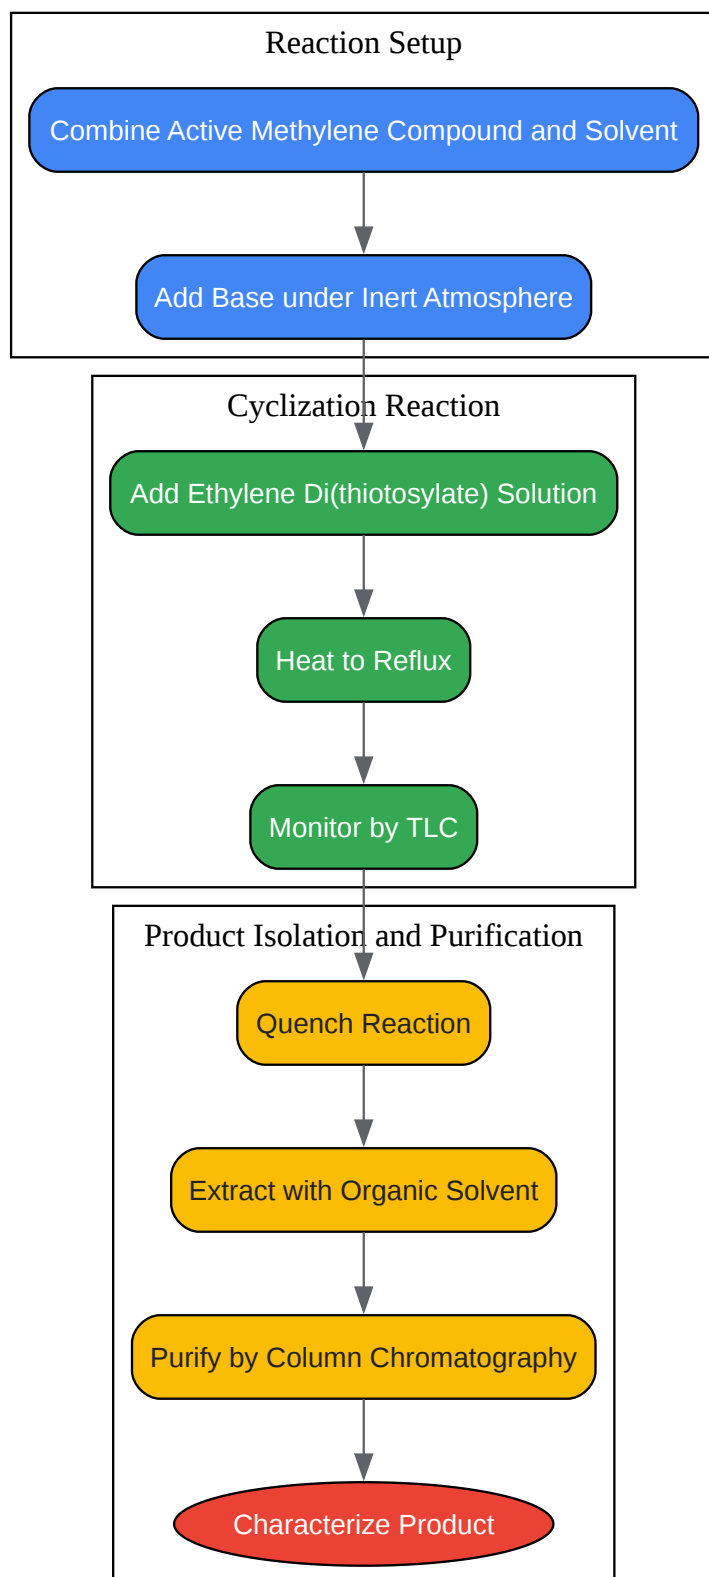 Reaction Setup
Combine Active Methylene Compound and Solvent
Add Base under Inert Atmosphere
Cyclization Reaction
Add Ethylene Di(thiotosylate) Solution
Heat to Reflux
Monitor by TLC
Product Isolation and Purification
Quench Reaction
Extract with Organic Solvent
Purify by Column Chromatography
Characterize Product